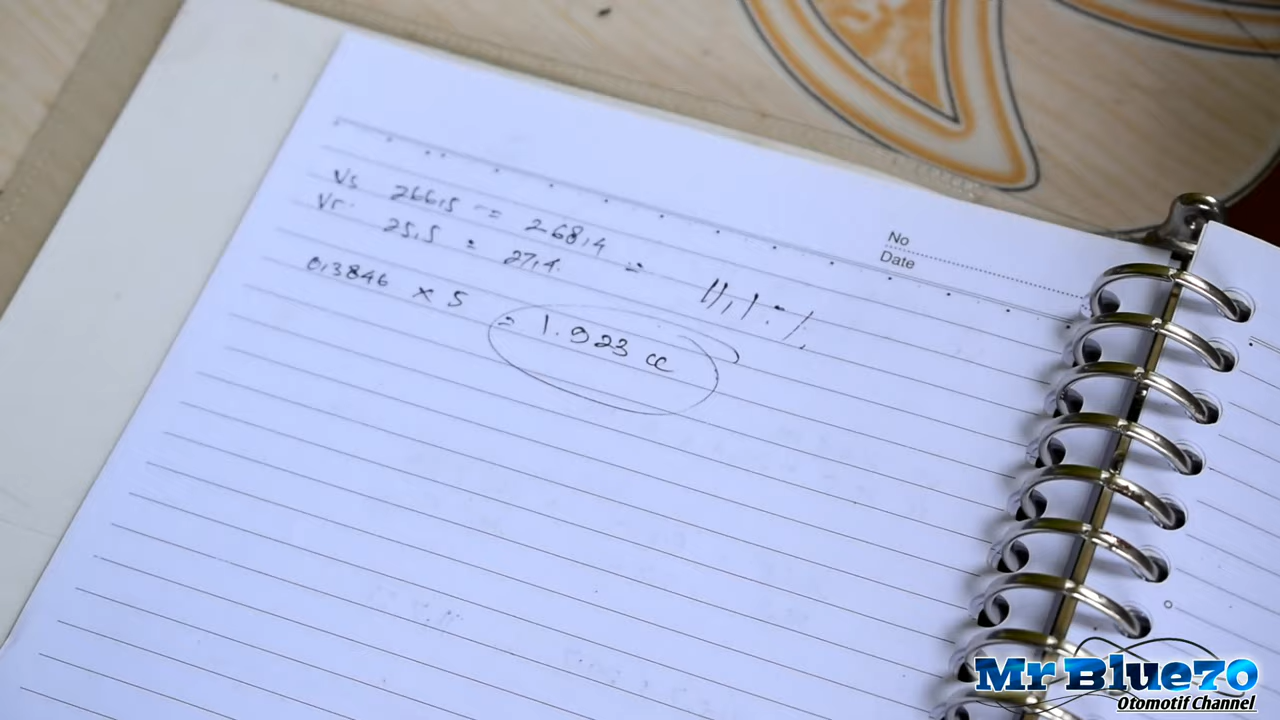 Vs 266,5 = 268,4 =
Vr. 25,5 = 27,4.
11,1 . %
0,3846 x 5 = 1.923 cc
No
Date
Mr Blue70
Otomotif Channel